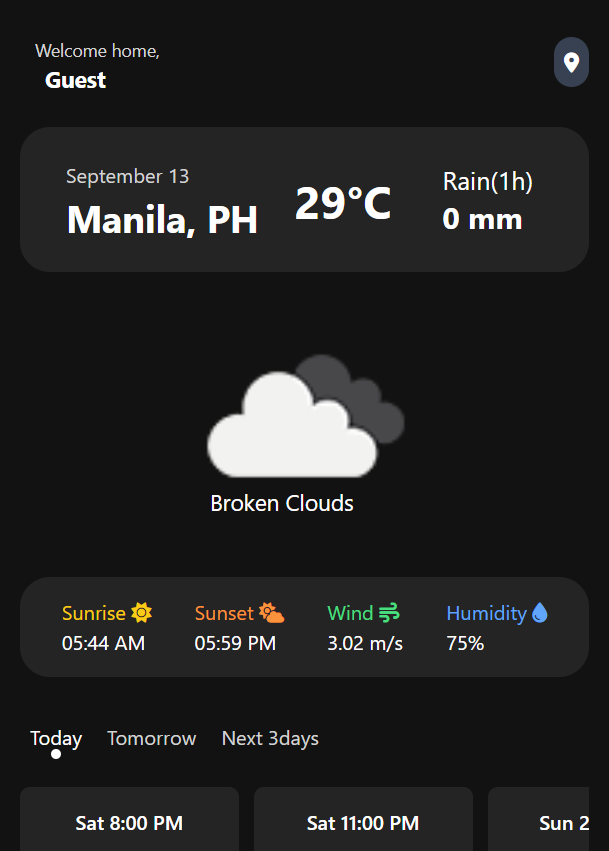 Welcome home,
Guest
September 13
Manila, PH
29°C
Rain(1h)
0 mm
Broken Clouds
Sunrise
05:44 AM
Sunset
05:59 PM
Wind
3.02 m/s
Humidity
75%
Today Tomorrow Next 3days
Sat 8:00 PM
Sat 11:00 PM
Sun 2